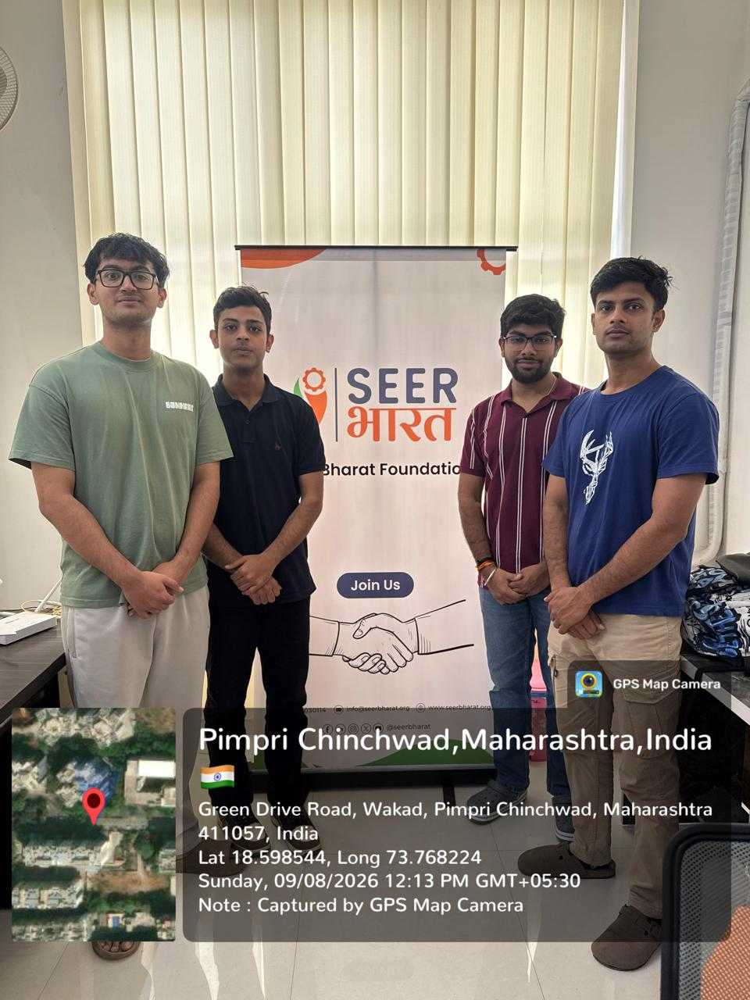 SEER
भारत
Bharat Foundatio
Join Us
030114 info@seerbharat.org www.seerbharat.org
@seerbharat
GPS Map Camera
Pimpri Chinchwad,Maharashtra,India
Green Drive Road, Wakad, Pimpri Chinchwad, Maharashtra
411057, India
Lat 18.598544, Long 73.768224
Sunday, 09/08/2026 12:13 PM GMT+05:30
Note : Captured by GPS Map Camera